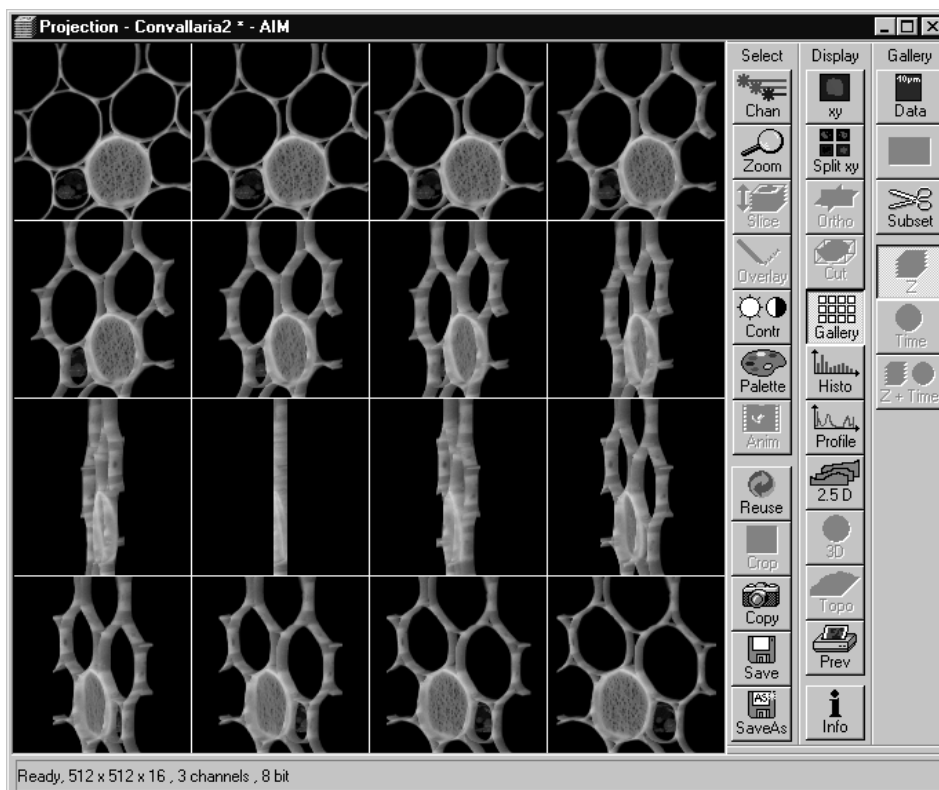 Projection - Convallaria2 * - AIM
Select Display Gallery
Chan xy 10µm Data
Zoom Split xy
Slice Ortho Subset
Overlay Cut Z
Contr Gallery Time
Palette Histo Z + Time
Anim Profile
Reuse 2.5 D
Crop 3D
Copy Topo
Save Prev
AS
SaveAs Info
Ready, 512 x 512 x 16 , 3 channels , 8 bit